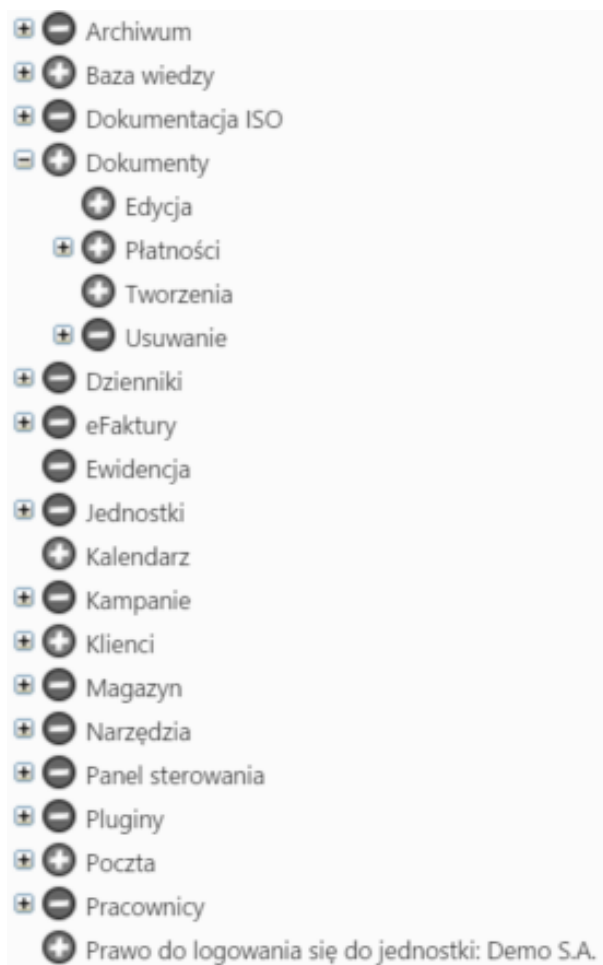 Archiwum
Baza wiedzy
Dokumentacja ISO
Dokumenty
Edycja
Płatności
Tworzenia
Usuwanie
Dzienniki
eFaktury
Ewidencja
Jednostki
Kalendarz
Kampanie
Klienci
Magazyn
Narzędzia
Panel sterowania
Pluginy
Poczta
Pracownicy
Prawo do logowania się do jednostki: Demo S.A.